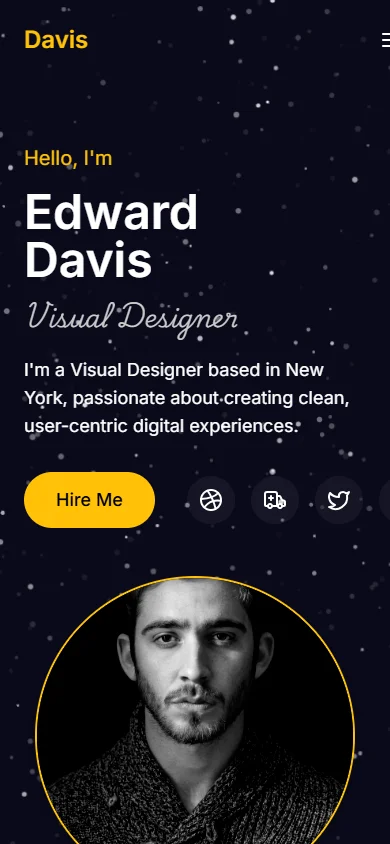 Davis
Hello, I'm
Edward
Davis
Visual Designer
I'm a Visual Designer based in New
York, passionate about creating clean,
user-centric digital experiences.
Hire Me